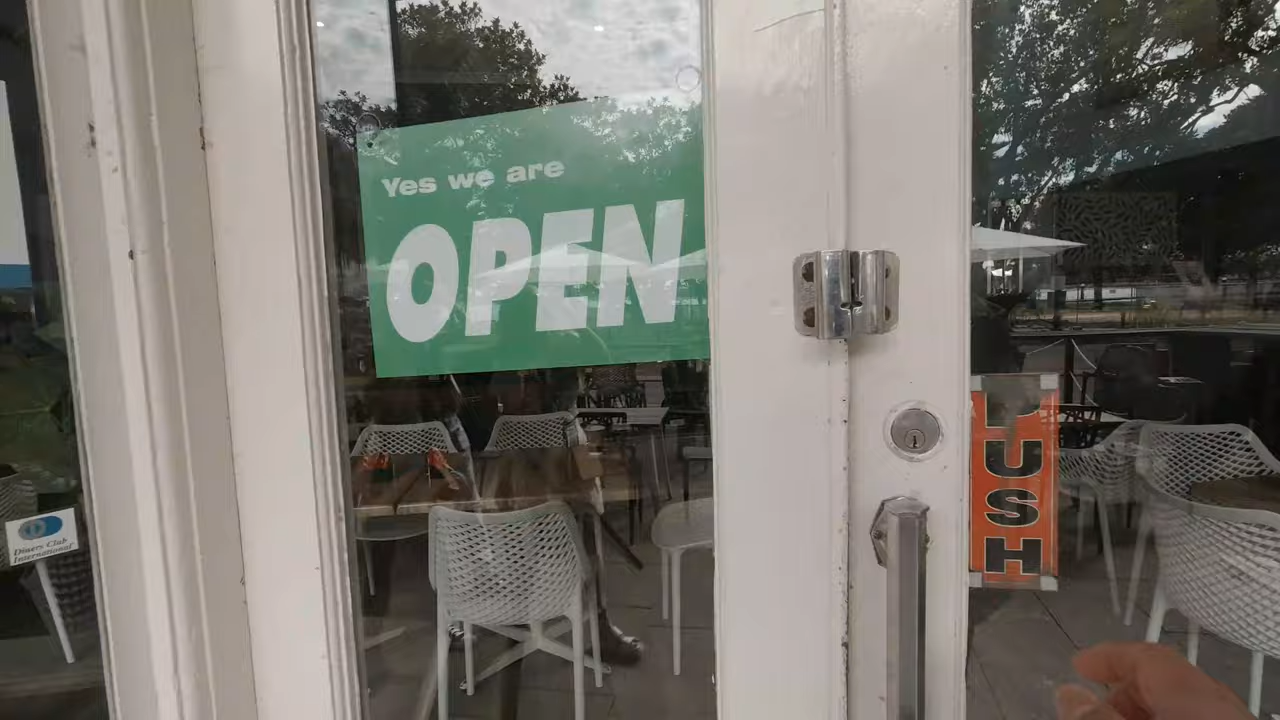 Yes we are
OPEN
PUSH
Diners Club
International